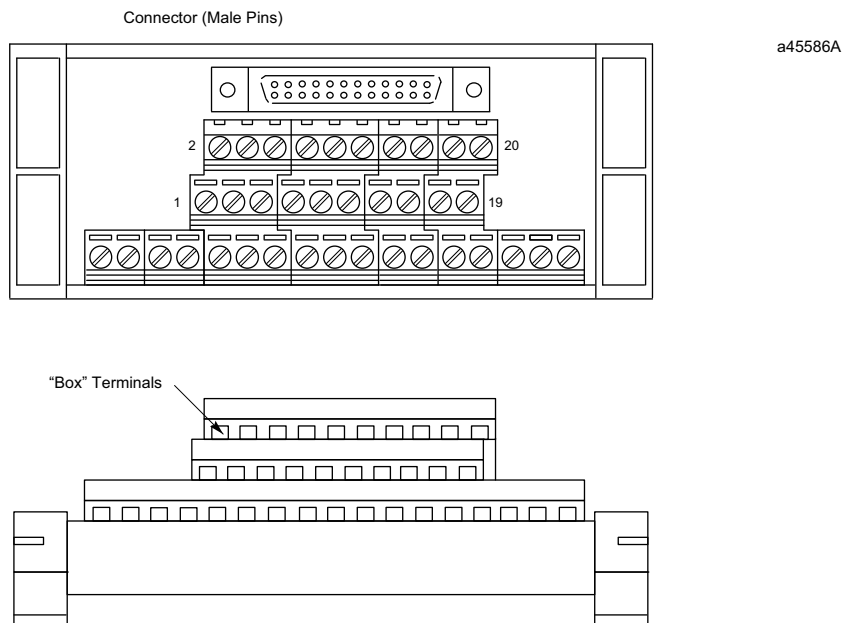 Connector (Male Pins)
a45586A
2
20
1
19
“Box” Terminals